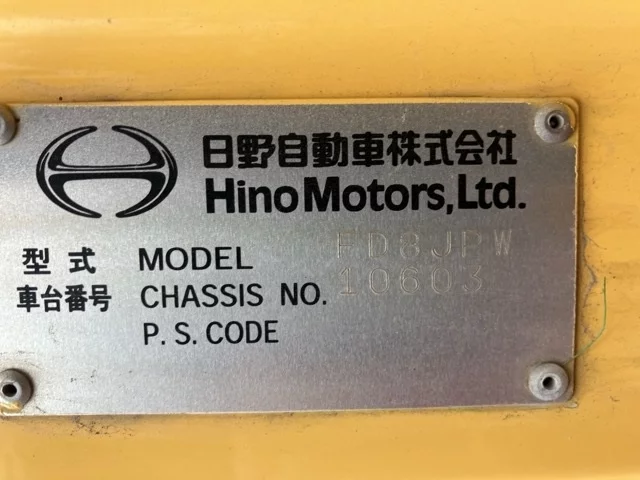 日野自動車株式会社
Hino Motors, Ltd.
型式 MODEL FD8JPW
車台番号 CHASSIS NO. 10603
P.S. CODE